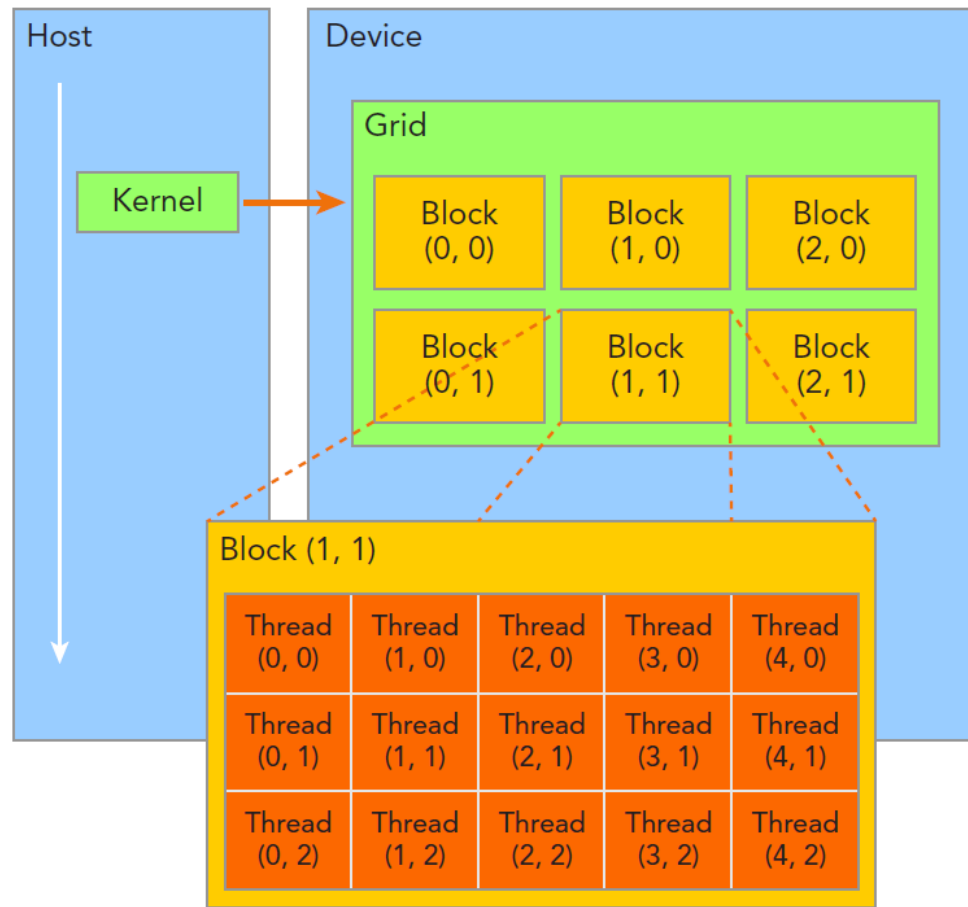 Host
Device
Grid
Kernel
Block
(0, 0)
Block
(1, 0)
Block
(2, 0)
Block
(0, 1)
Block
(1, 1)
Block
(2, 1)
Block (1, 1)
Thread
(0, 0)
Thread
(1, 0)
Thread
(2, 0)
Thread
(3, 0)
Thread
(4, 0)
Thread
(0, 1)
Thread
(1, 1)
Thread
(2, 1)
Thread
(3, 1)
Thread
(4, 1)
Thread
(0, 2)
Thread
(1, 2)
Thread
(2, 2)
Thread
(3, 2)
Thread
(4, 2)